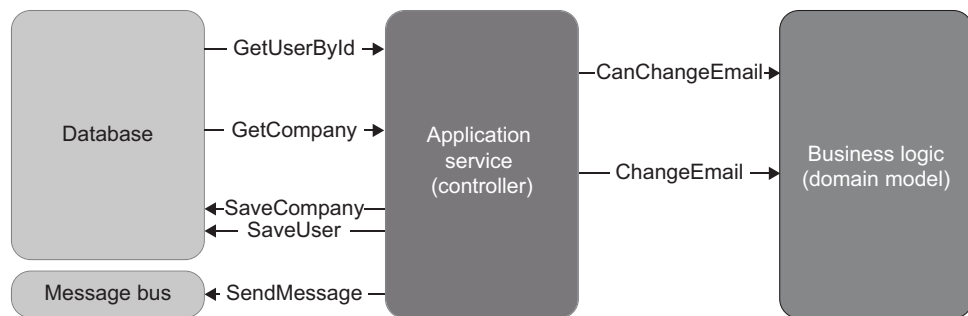 GetUserById
CanChangeEmail
Database
GetCompany
Application
service
(controller)
Business logic
(domain model)
ChangeEmail
SaveCompany
SaveUser
Message bus
SendMessage